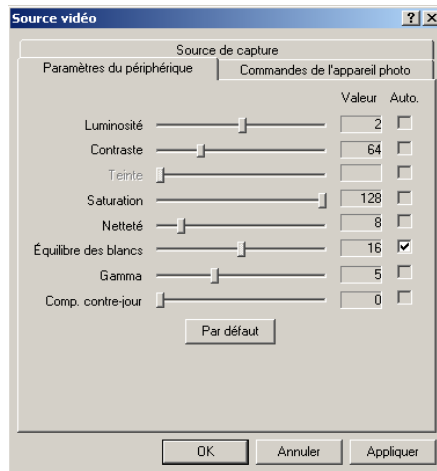 Source vidéo
Source de capture
Paramètres du périphérique Commandes de l'appareil photo
Valeur Auto.
Luminosité 2
Contraste 64
Teinte
Saturation 128
Netteté 8
Équilibre des blancs 16
Gamma 5
Comp. contre-jour 0
Par défaut
OK Annuler Appliquer